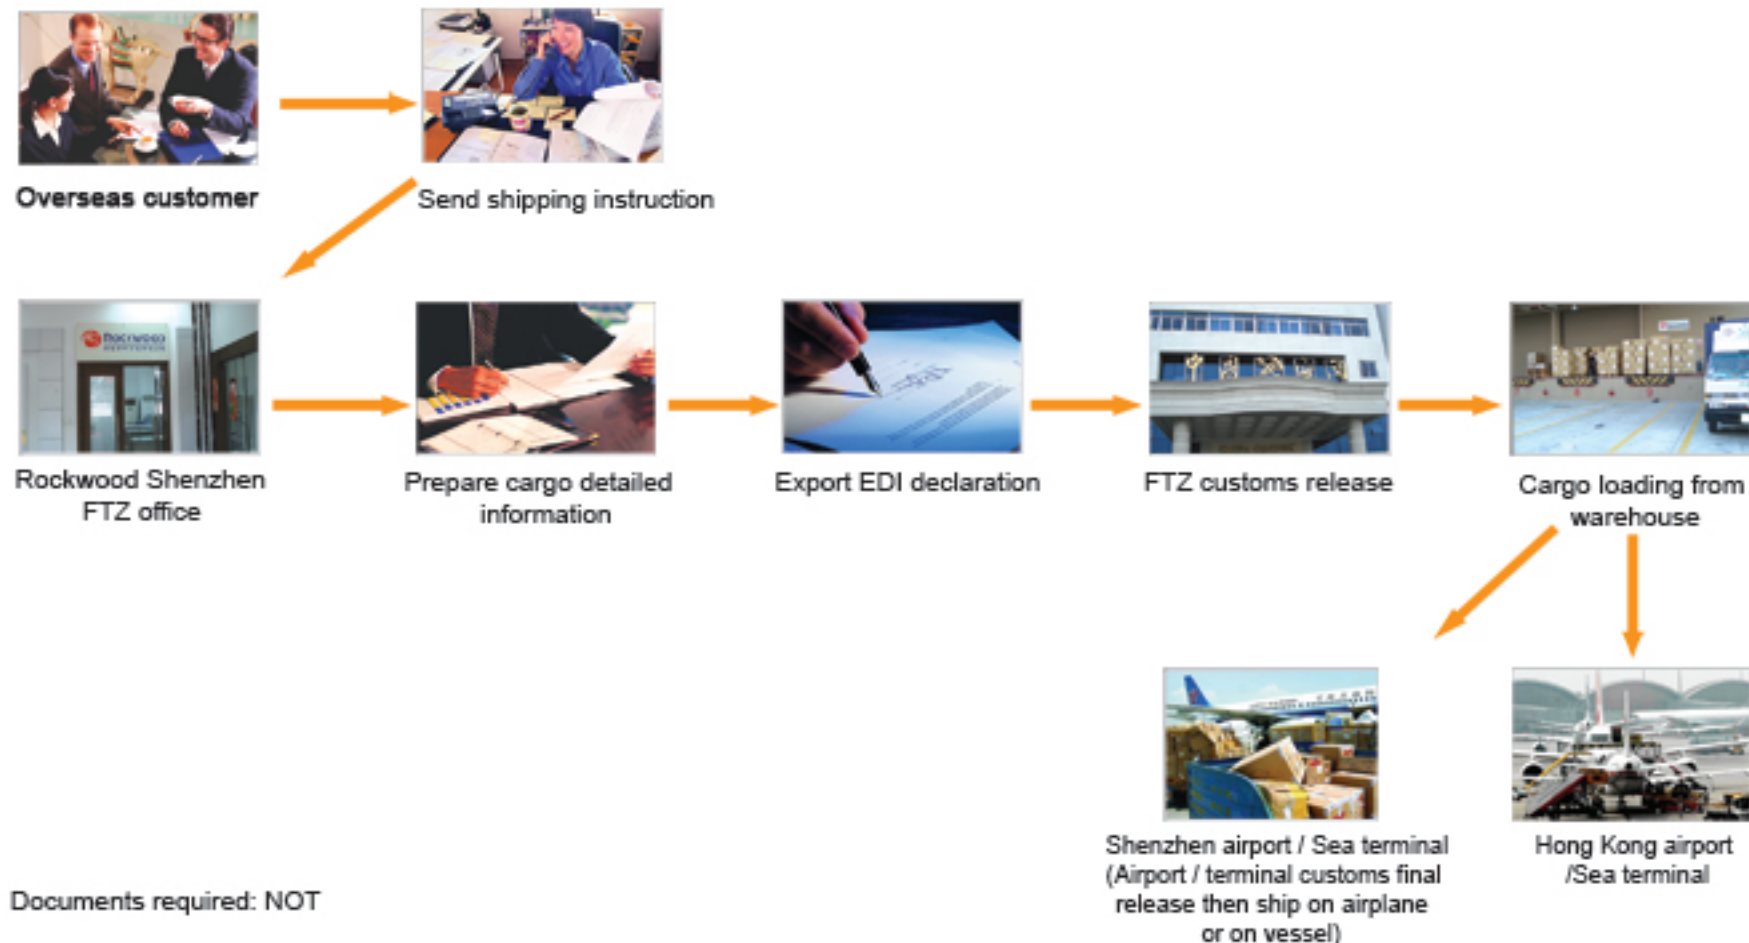 Overseas customer
Send shipping instruction
Rockwood
Rockwood Shenzhen
FTZ office
Prepare cargo detailed
information
Export EDI declaration
FTZ customs release
Cargo loading from
warehouse
Shenzhen airport / Sea terminal
(Airport / terminal customs final
release then ship on airplane
or on vessel)
Hong Kong airport
/Sea terminal
Documents required: NOT